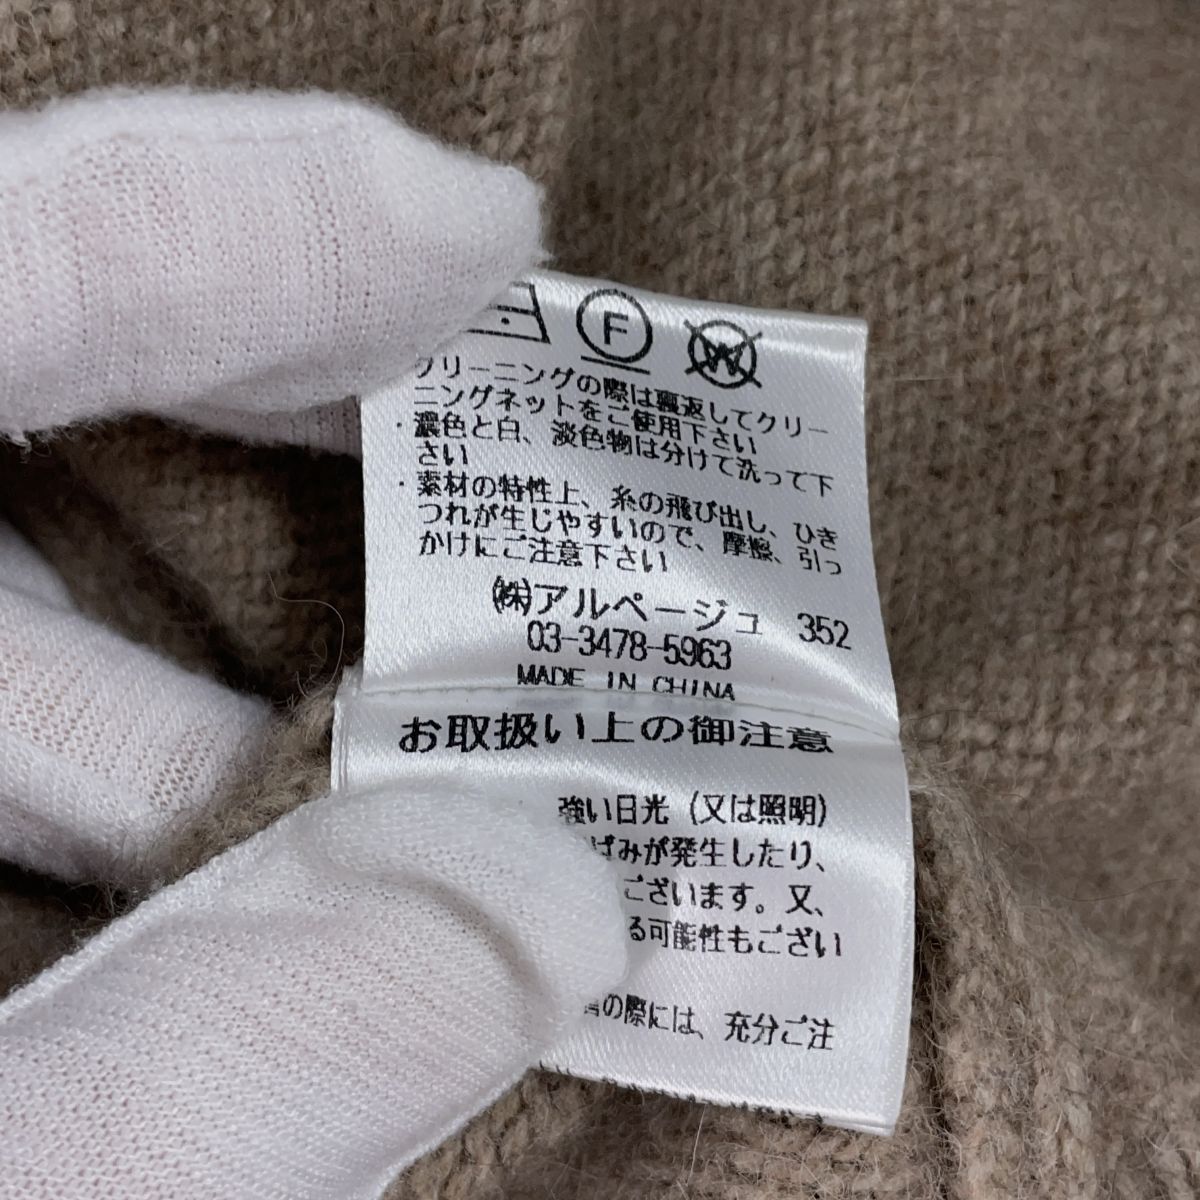 F
W
クリーニングの際は裏返してクリー
ニングネットをご使用下さい
・濃色と白、淡色物は分けて洗って下
さい
・素材の特性上、糸の飛び出し、ひき
つれが生じやすいので、摩擦、引っ
かけにご注意下さい
㈱アルページュ 352
03-3478-5963
MADE IN CHINA
お取扱い上の御注意
強い日光（又は照明）
ばみが発生したり、
ございます。又、
る可能性もござい
の際には、充分ご注